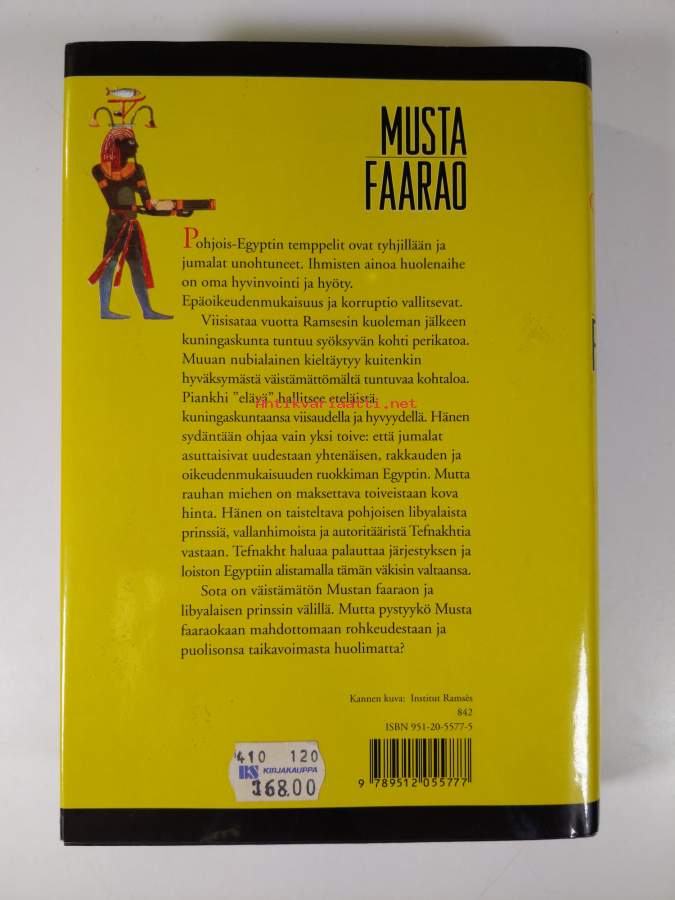 MUSTA
FAARAO
Pohjois-Egyptin temppelit ovat tyhjillään ja
jumalat unohtuneet. Ihmisten ainoa huolenaihe
on oma hyvinvointi ja hyöty.
Epäoikeudenmukaisuus ja korruptio vallitsevat.
Viisisataa vuotta Ramsesin kuoleman jälkeen
kuningaskunta tuntuu syöksyvän kohti perikatoa.
Muuan nubialainen kieltäytyy kuitenkin
hyväksymästä väistämättömältä tuntuvaa kohtaloa.
Piankhi ”elävä” hallitsee eteläistä
Antikvariaatti.net
kuningaskuntaansa viisaudella ja hyvyydellä. Hänen
sydäntään ohjaa vain yksi toive: että jumalat
asuttaisivat uudestaan yhtenäisen, rakkauden ja
oikeudenmukaisuuden ruokkiman Egyptin. Mutta
rauhan miehen on maksettava toiveistaan kova
hinta. Hänen on taisteltava pohjoisen libyalaista
prinssiä, vallanhimoista ja autoritääristä Tefnakhtia
vastaan. Tefnakht haluaa palauttaa järjestyksen ja
loiston Egyptiin alistamalla tämän väkisin valtaansa.
Sota on väistämätön Mustan faaraon ja
libyalaisen prinssin välillä. Mutta pystyykö Musta
faaraokaan mahdottomaan rohkeudestaan ja
puolisonsa taikavoimasta huolimatta?
Kannen kuva: Institut Ramsès
842
ISBN 951-20-5577-5
9 789512 055777
410 120
KS KIRJAKAUPPA
168.00